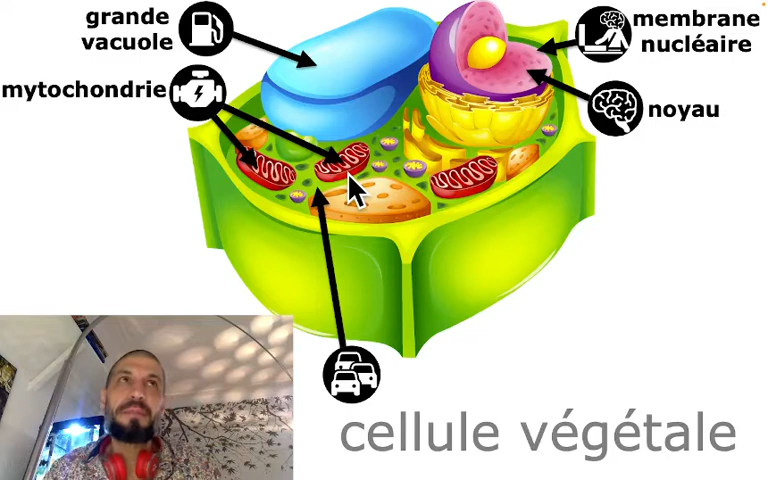 grande
vacuole
membrane
nucléaire
mytochondrie
noyau
cellule végétale